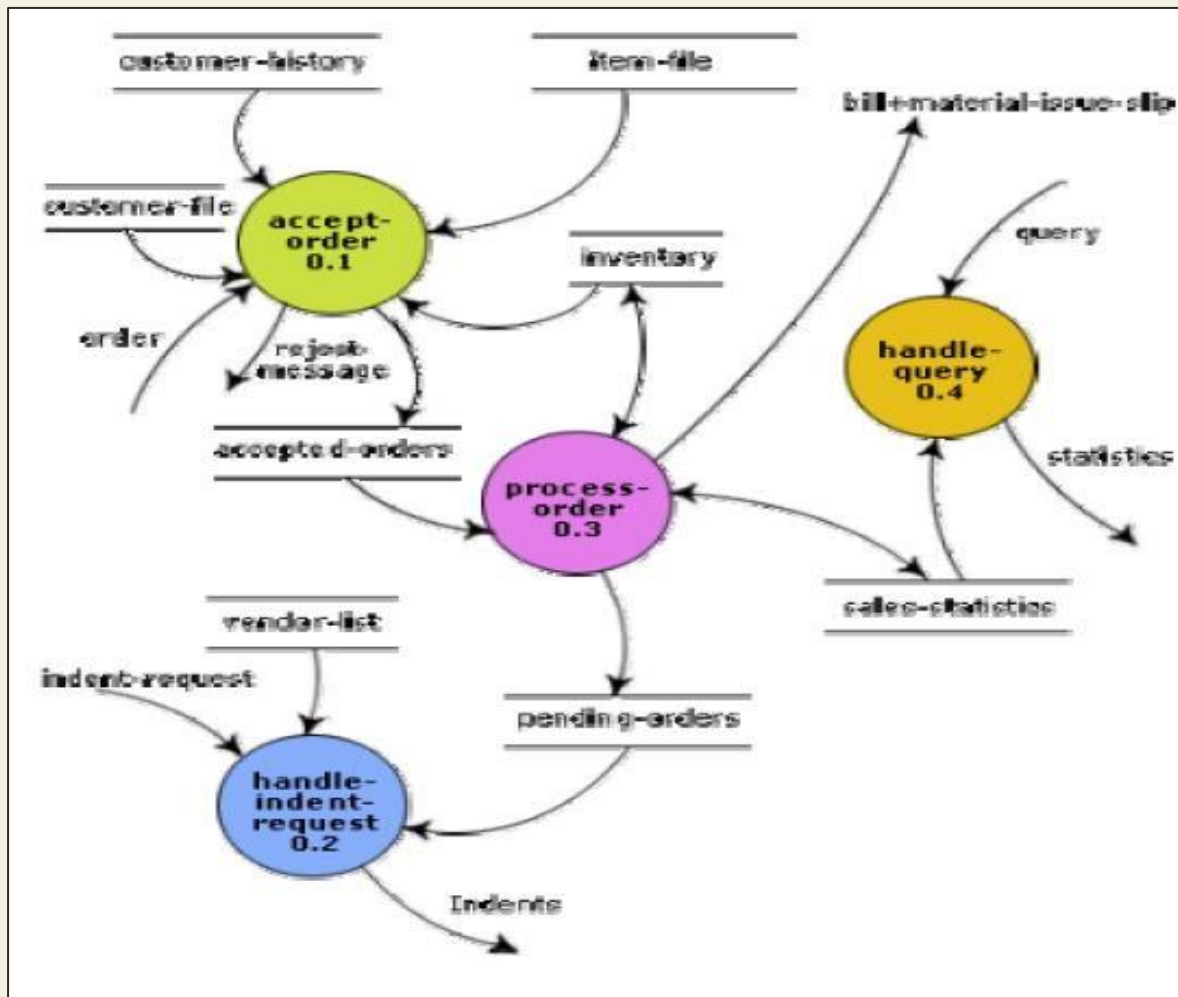 customer-history
item-file
bill+material-issue-slip
customer-file
accept-
order
0.1
query
inventory
order
reject-
message
handle-
query
0.4
accepted-orders
statistics
process-
order
0.3
sales-statistics
vendor-list
indent-request
pending-orders
handle-
indent-
request
0.2
Indents